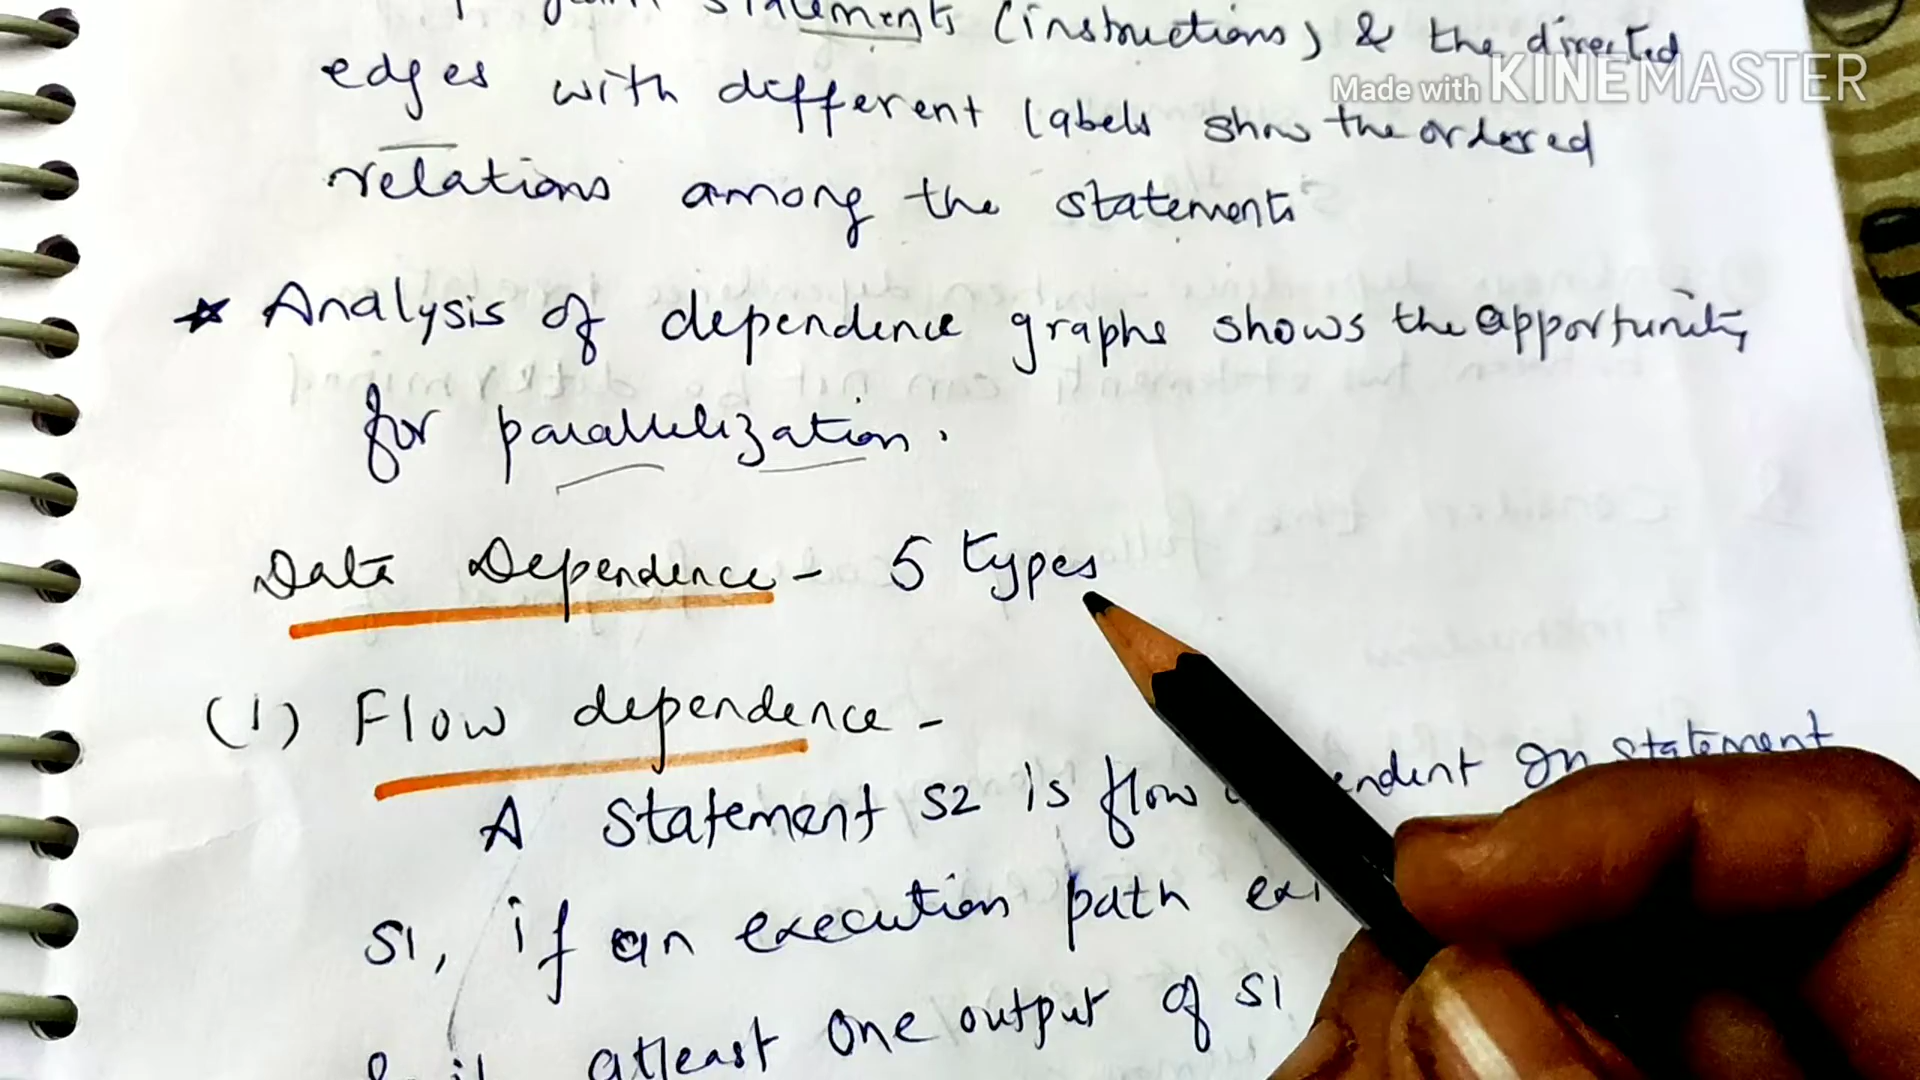 statements (instructions) & the directed
Made with KINEMASTER
edges with different labels show the ordered
relations among the statements
* Analysis of dependence graphs shows the opportunity
for parallelization.
Data Dependence - 5 types
(1) Flow dependence -
A statement S2 is flow endent on statement
S1, if an execution path exi
atleast one output of S1